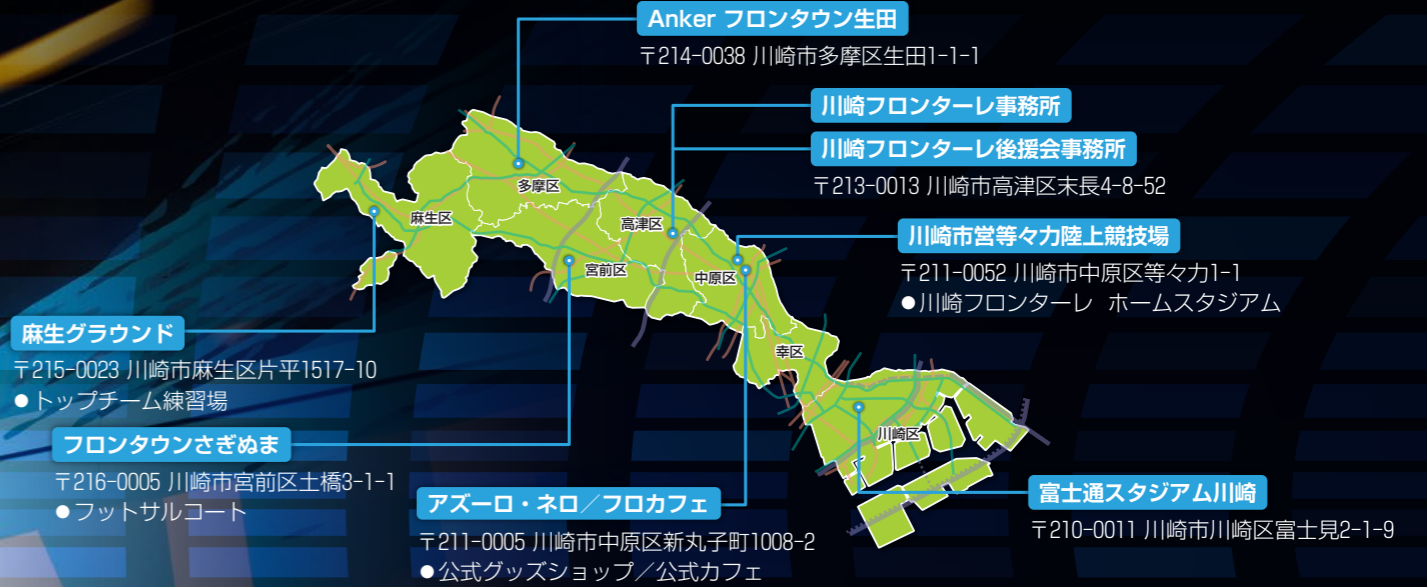 Anker フロンタウン生田
〒214-0038 川崎市多摩区生田1-1-1
川崎フロンターレ事務所
川崎フロンターレ後援会事務所
〒213-0013 川崎市高津区末長4-8-52
川崎市営等々力陸上競技場
〒211-0052 川崎市中原区等々力1-1
●川崎フロンターレ ホームスタジアム
多摩区
麻生区
高津区
宮前区
中原区
幸区
川崎区
麻生グラウンド
〒215-0023 川崎市麻生区片平1517-10
●トップチーム練習場
フロンタウンさぎぬま
〒216-0005 川崎市宮前区土橋3-1-1
●フットサルコート
アズーロ・ネロ／フロカフェ
〒211-0005 川崎市中原区新丸子町1008-2
●公式グッズショップ／公式カフェ
富士通スタジアム川崎
〒210-0011 川崎市川崎区富士見2-1-9